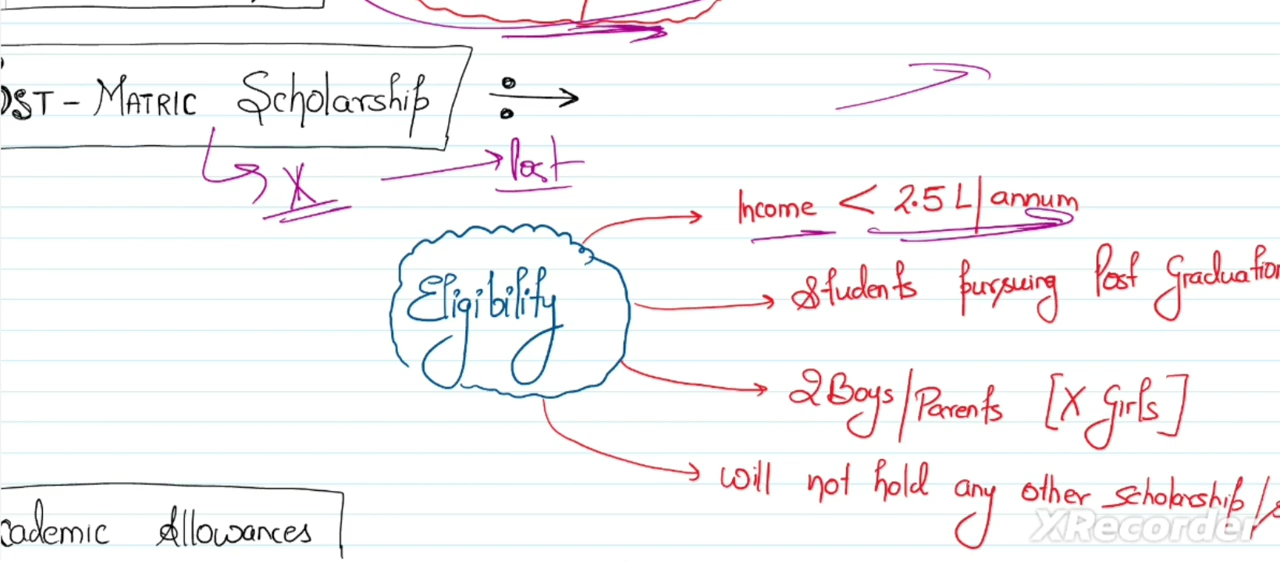 OST - MATRIC Scholarship ÷→
X → Post
Income < 2.5 L/annum
Eligibility
Students pursuing Post Graduation
2 Boys/Parents [X Girls]
will not hold any other scholarship/
cademic Allowances
XRecorder